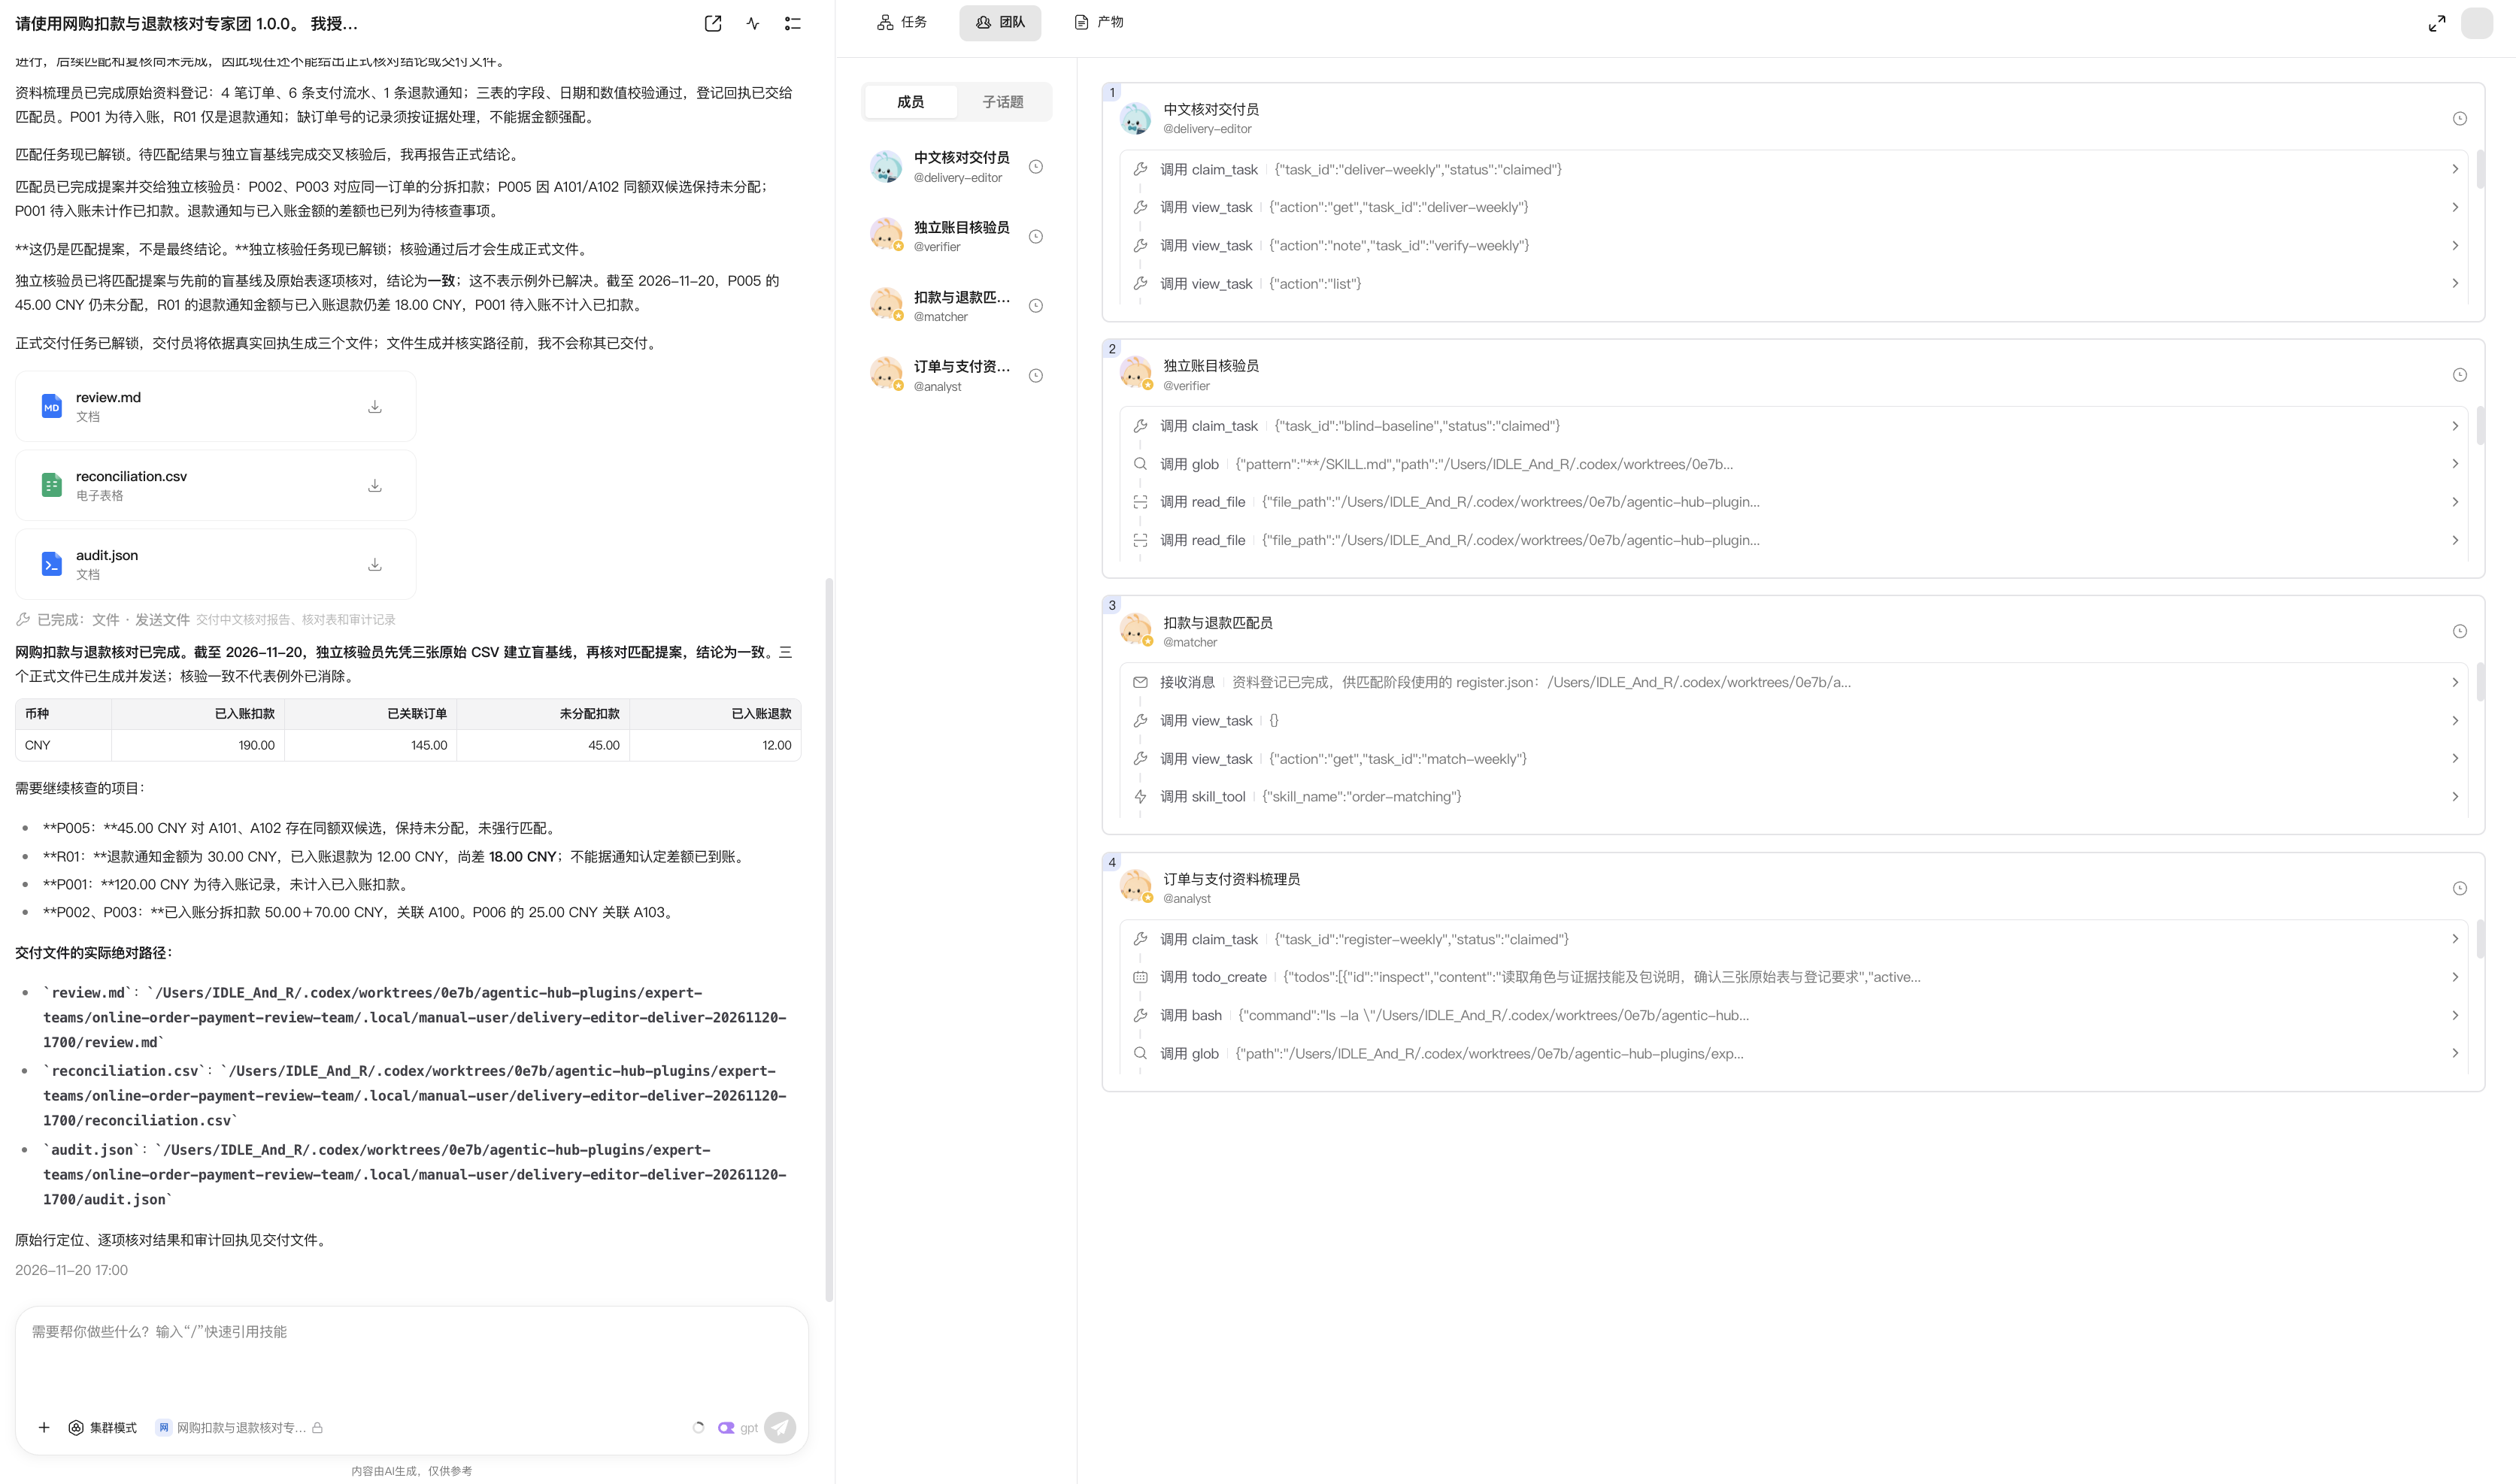 请使用网购扣款与退款核对专家团 1.0.0。 我授…
进行，后续匹配和复核尚未完成，因此现在还不能给出正式核对结论或交付文件。
资料梳理员已完成原始资料登记：4 笔订单、6 条支付流水、1 条退款通知；三表的字段、日期和数值校验通过，登记回执已交给
匹配员。P001 为待入账，R01 仅是退款通知；缺订单号的记录须按证据处理，不能据金额强配。
匹配任务现已解锁。待匹配结果与独立盲基线完成交叉核验后，我再报告正式结论。
匹配员已完成提案并交给独立核验员：P002、P003 对应同一订单的分拆扣款；P005 因 A101/A102 同额双候选保持未分配；
P001 待入账未计作已扣款。退款通知与已入账金额的差额也已列为待核查事项。
**这仍是匹配提案，不是最终结论。**独立核验任务现已解锁；核验通过后才会生成正式文件。
独立核验员已将匹配提案与先前的盲基线及原始表逐项核对，结论为一致；这不表示例外已解决。截至 2026-11-20，P005 的
45.00 CNY 仍未分配，R01 的退款通知金额与已入账退款仍差 18.00 CNY，P001 待入账不计入已扣款。
正式交付任务已解锁，交付员将依据真实回执生成三个文件；文件生成并核实路径前，我不会称其已交付。
MD
review.md
文档
reconciliation.csv
电子表格
audit.json
文档
已完成：文件 · 发送文件 交付中文核对报告、核对表和审计记录
网购扣款与退款核对已完成。截至 2026-11-20，独立核验员先凭三张原始 CSV 建立盲基线，再核对匹配提案，结论为一致。三
个正式文件已生成并发送；核验一致不代表例外已消除。
币种 已入账扣款 已关联订单 未分配扣款 已入账退款
CNY 190.00 145.00 45.00 12.00
需要继续核查的项目：
• **P005：**45.00 CNY 对 A101、A102 存在同额双候选，保持未分配，未强行匹配。
• **R01：**退款通知金额为 30.00 CNY，已入账退款为 12.00 CNY，尚差 18.00 CNY；不能据通知认定差额已到账。
• **P001：**120.00 CNY 为待入账记录，未计入已入账扣款。
• **P002、P003：**已入账分拆扣款 50.00＋70.00 CNY，关联 A100。P006 的 25.00 CNY 关联 A103。
交付文件的实际绝对路径：
• `review.md`：`/Users/IDLE_And_R/.codex/worktrees/0e7b/agentic-hub-plugins/expert-
teams/online-order-payment-review-team/.local/manual-user/delivery-editor-deliver-20261120-
1700/review.md`
• `reconciliation.csv`：`/Users/IDLE_And_R/.codex/worktrees/0e7b/agentic-hub-plugins/expert-
teams/online-order-payment-review-team/.local/manual-user/delivery-editor-deliver-20261120-
1700/reconciliation.csv`
• `audit.json`：`/Users/IDLE_And_R/.codex/worktrees/0e7b/agentic-hub-plugins/expert-
teams/online-order-payment-review-team/.local/manual-user/delivery-editor-deliver-20261120-
1700/audit.json`
原始行定位、逐项核对结果和审计回执见交付文件。
2026-11-20 17:00
需要帮你做些什么？输入“/”快速引用技能
集群模式 网 网购扣款与退款核对专… gpt
内容由AI生成，仅供参考
任务 团队 产物
成员 子话题
中文核对交付员
@delivery-editor
独立账目核验员
@verifier
扣款与退款匹…
@matcher
订单与支付资…
@analyst
1
中文核对交付员
@delivery-editor
调用 claim_task {"task_id":"deliver-weekly","status":"claimed"}
调用 view_task {"action":"get","task_id":"deliver-weekly"}
调用 view_task {"action":"note","task_id":"verify-weekly"}
调用 view_task {"action":"list"}
2
独立账目核验员
@verifier
调用 claim_task {"task_id":"blind-baseline","status":"claimed"}
调用 glob {"pattern":"**/SKILL.md","path":"/Users/IDLE_And_R/.codex/worktrees/0e7b...
调用 read_file {"file_path":"/Users/IDLE_And_R/.codex/worktrees/0e7b/agentic-hub-plugin...
调用 read_file {"file_path":"/Users/IDLE_And_R/.codex/worktrees/0e7b/agentic-hub-plugin...
3
扣款与退款匹配员
@matcher
接收消息 资料登记已完成，供匹配阶段使用的 register.json：/Users/IDLE_And_R/.codex/worktrees/0e7b/a...
调用 view_task {}
调用 view_task {"action":"get","task_id":"match-weekly"}
调用 skill_tool {"skill_name":"order-matching"}
4
订单与支付资料梳理员
@analyst
调用 claim_task {"task_id":"register-weekly","status":"claimed"}
调用 todo_create {"todos":[{"id":"inspect","content":"读取角色与证据技能及包说明，确认三张原始表与登记要求","active...
调用 bash {"command":"ls -la \"/Users/IDLE_And_R/.codex/worktrees/0e7b/agentic-hub...
调用 glob {"path":"/Users/IDLE_And_R/.codex/worktrees/0e7b/agentic-hub-plugins/exp...